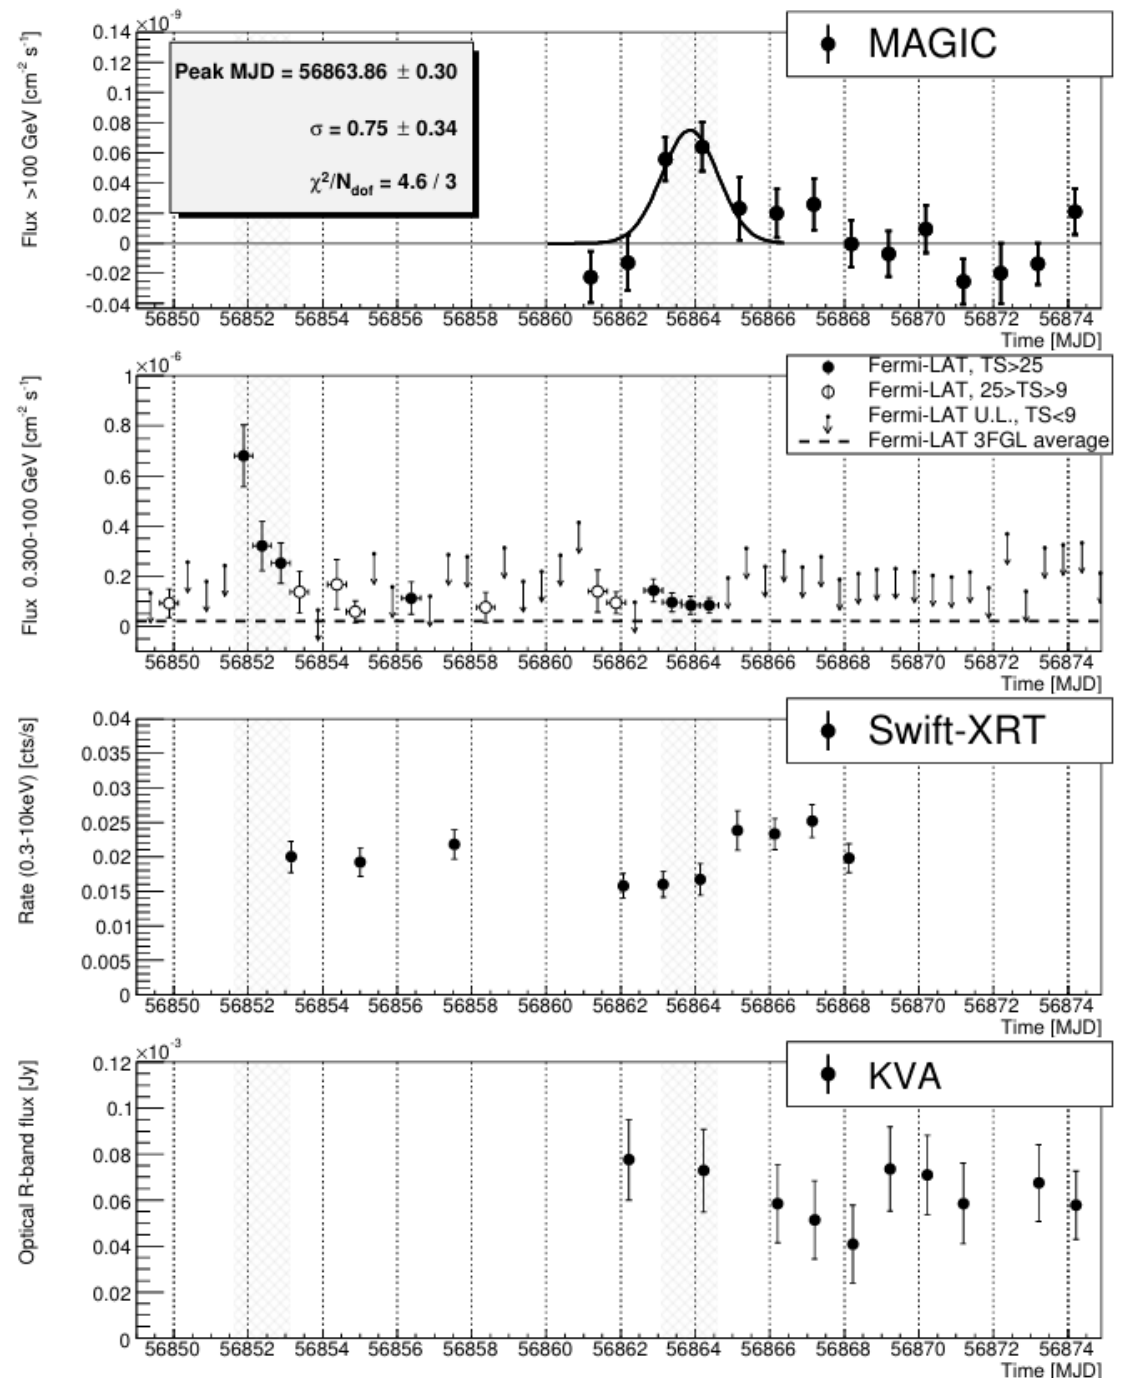 ×10⁻⁹
Flux >100 GeV [cm⁻² s⁻¹]
0.14
0.12
0.1
0.08
0.06
0.04
0.02
0
-0.02
-0.04
Peak MJD = 56863.86 ± 0.30
σ = 0.75 ± 0.34
χ²/N_dof = 4.6 / 3
MAGIC
56850 56852 56854 56856 56858 56860 56862 56864 56866 56868 56870 56872 56874
Time [MJD]
×10⁻⁶
Flux 0.300-100 GeV [cm⁻² s⁻¹]
1
0.8
0.6
0.4
0.2
0
Fermi-LAT, TS>25
Fermi-LAT, 25>TS>9
Fermi-LAT U.L., TS<9
Fermi-LAT 3FGL average
56850 56852 56854 56856 56858 56860 56862 56864 56866 56868 56870 56872 56874
Time [MJD]
Rate (0.3-10keV) [cts/s]
0.04
0.035
0.03
0.025
0.02
0.015
0.01
0.005
0
Swift-XRT
56850 56852 56854 56856 56858 56860 56862 56864 56866 56868 56870 56872 56874
Time [MJD]
×10⁻³
Optical R-band flux [Jy]
0.12
0.1
0.08
0.06
0.04
0.02
0
KVA
56850 56852 56854 56856 56858 56860 56862 56864 56866 56868 56870 56872 56874
Time [MJD]